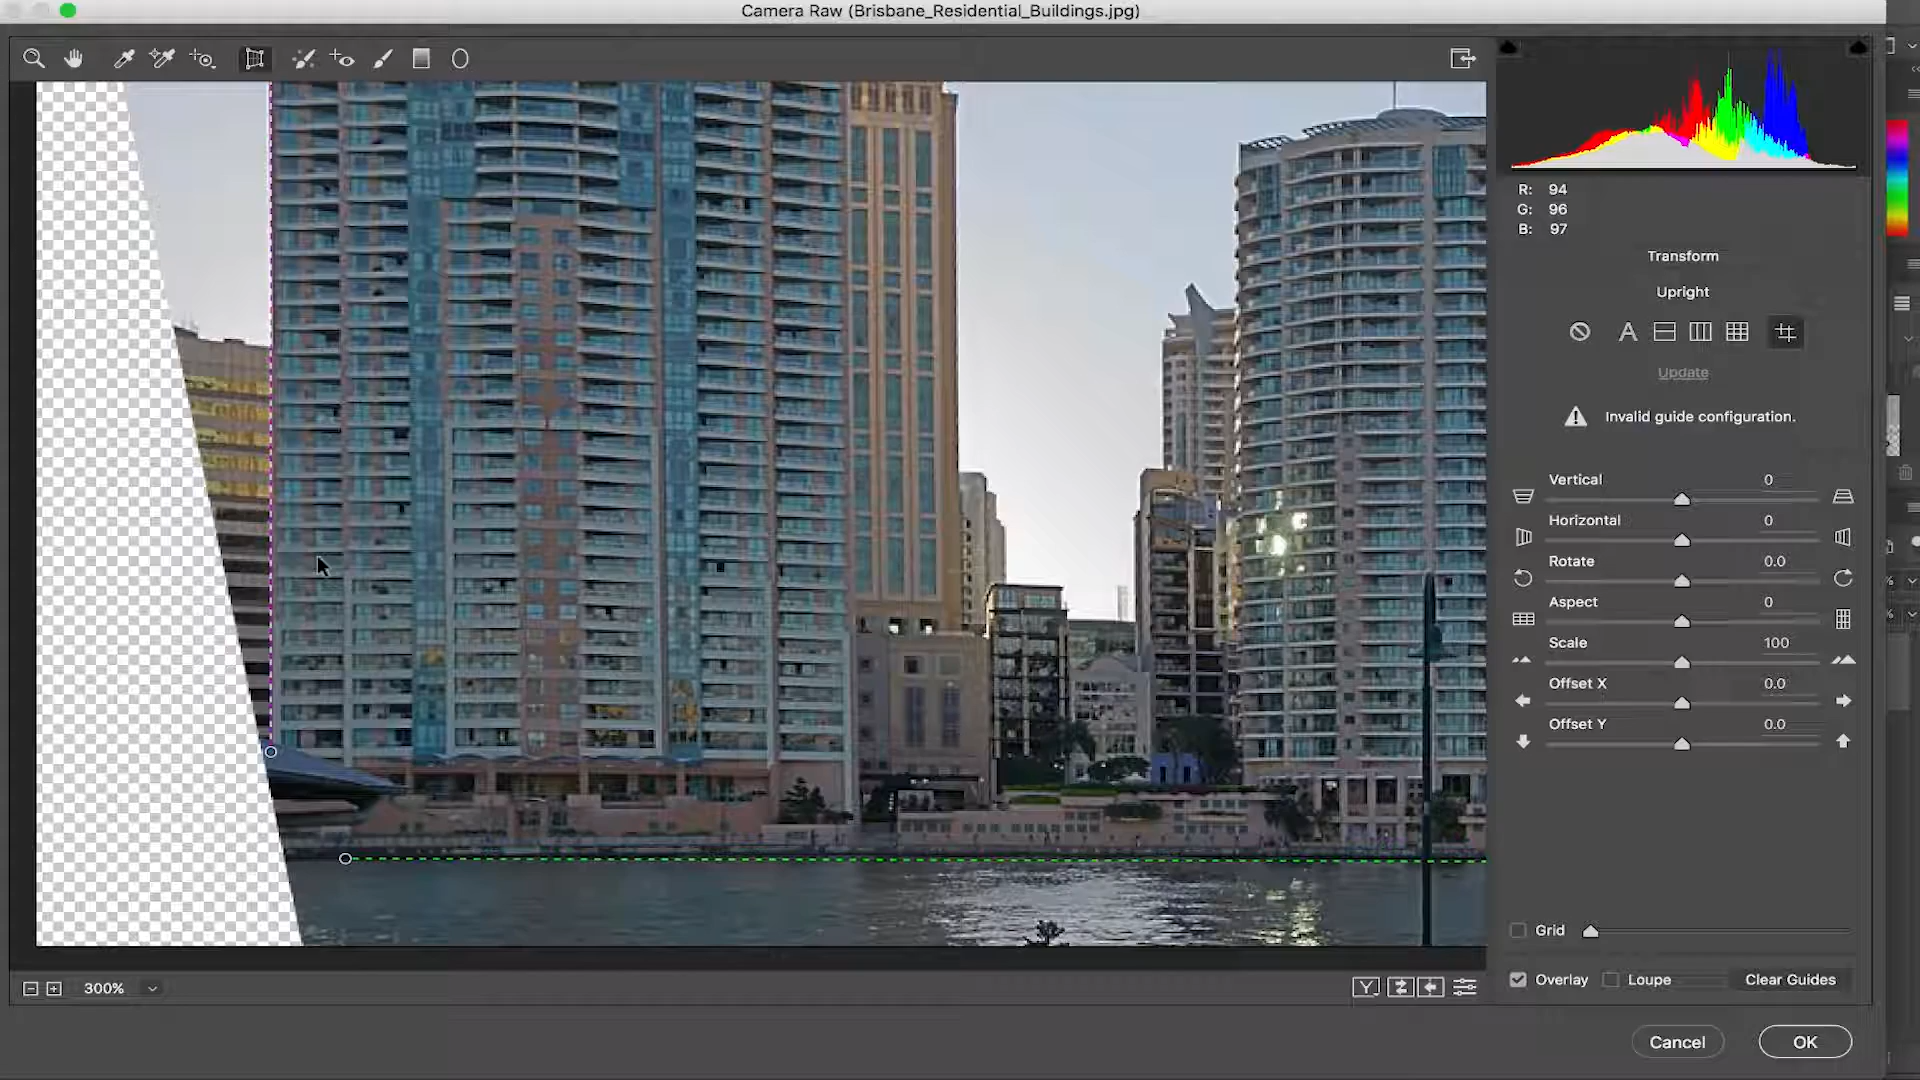 Camera Raw (Brisbane_Residential_Buildings.jpg)
R: 94
G: 96
B: 97
Transform
Upright
A
Update
Invalid guide configuration.
Vertical 0
Horizontal 0
Rotate 0.0
Aspect 0
Scale 100
Offset X 0.0
Offset Y 0.0
Grid
Overlay Loupe Clear Guides
300% Y
Cancel OK